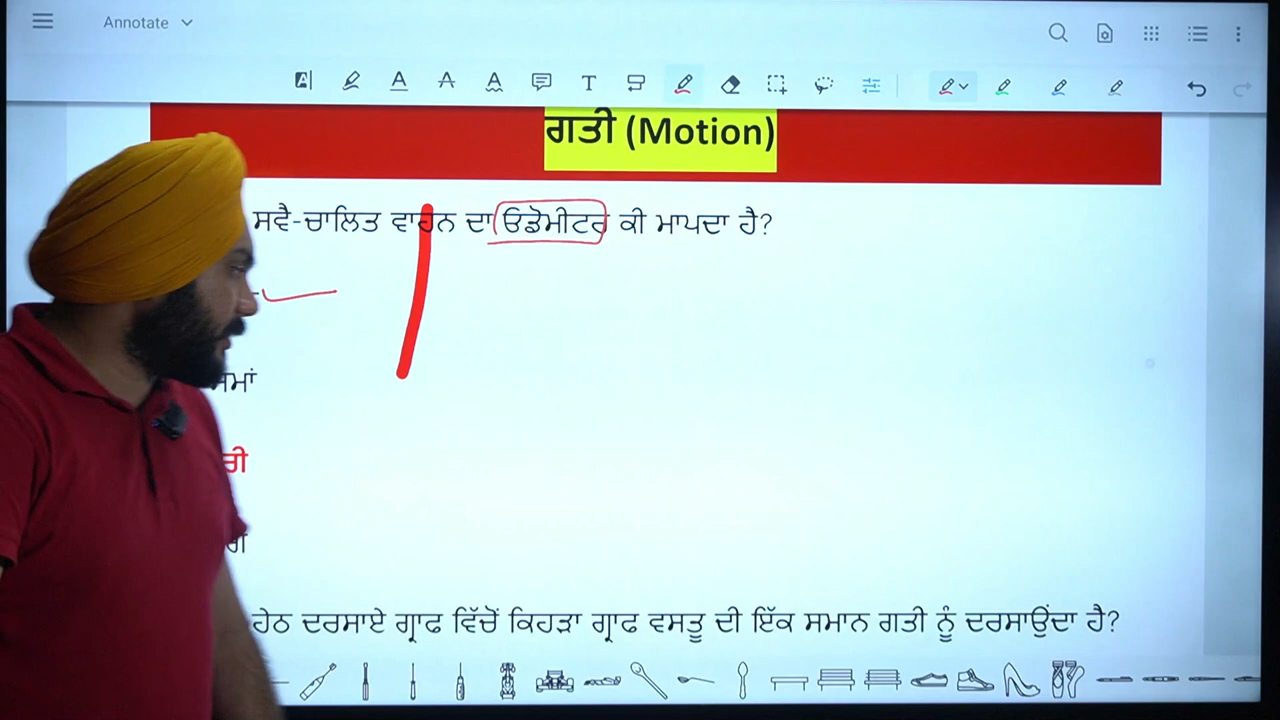 Annotate
ਗਤੀ (Motion)
ਸਵੈ-ਚਾਲਿਤ ਵਾਹਨ ਦਾ ਓਡੋਮੀਟਰ ਕੀ ਮਾਪਦਾ ਹੈ?
ਹੇਠ ਦਰਸਾਏ ਗ੍ਰਾਫ ਵਿੱਚੋਂ ਕਿਹੜਾ ਗ੍ਰਾਫ ਵਸਤੂ ਦੀ ਇੱਕ ਸਮਾਨ ਗਤੀ ਨੂੰ ਦਰਸਾਉਂਦਾ ਹੈ?